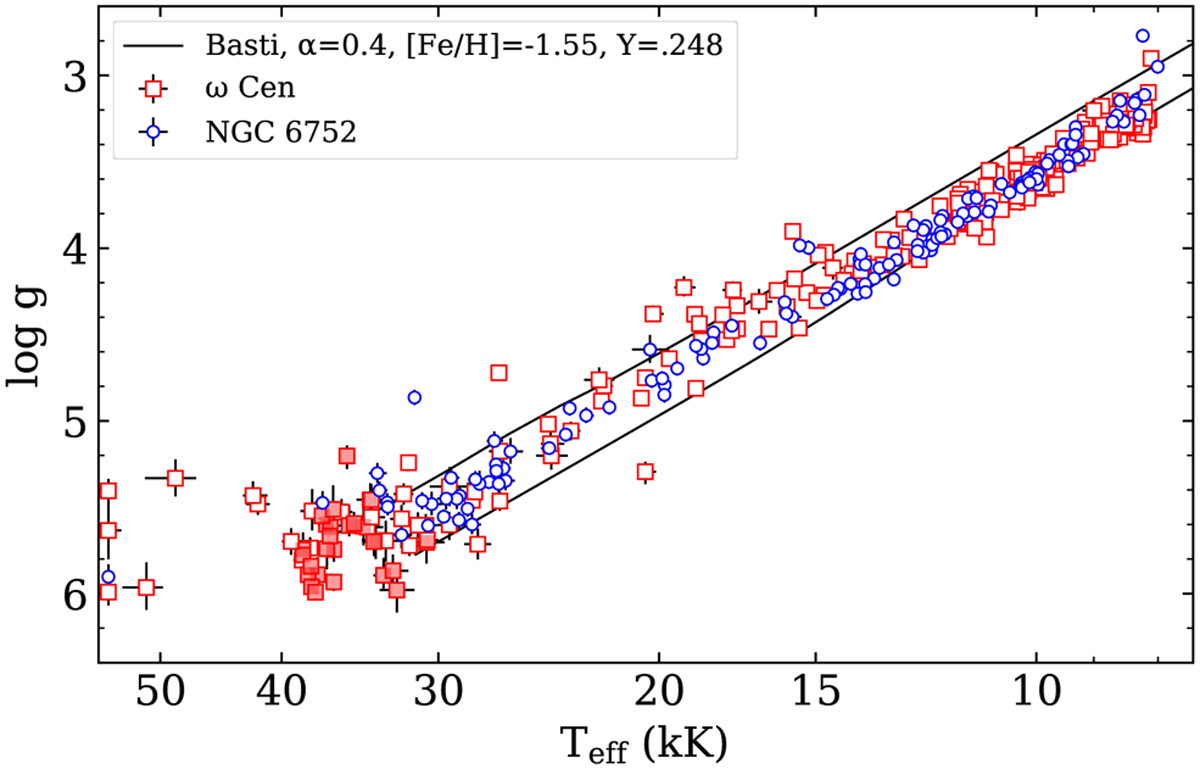 Basti, α=0.4, [Fe/H]=-1.55, Y=.248
ω Cen
NGC 6752
log g
3
4
5
6
50 40 30 20 15 10
T_eff (kK)